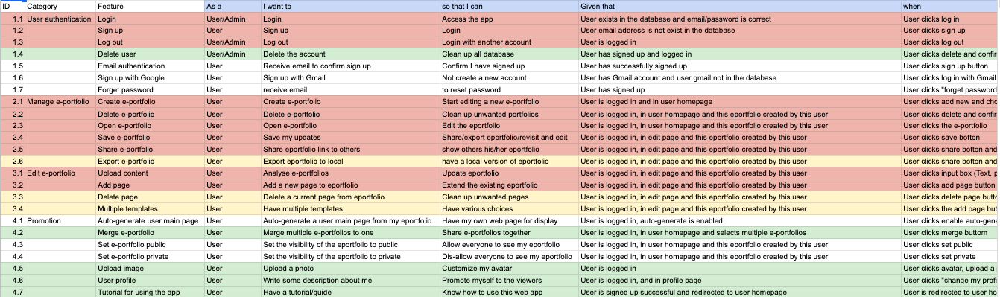 ID Category Feature As a I want to so that I can Given that when
1.1 User authentication Login User/Admin Login Access the app User exists in the database and email/password is correct User clicks log in
1.2 Sign up User Sign up Login User email address is not exist in the database User clicks sign up
1.3 Log out User/Admin Log out Login with another account User is logged in User clicks log out
1.4 Delete user User/Admin Delete the account Clean up all database User has signed up and logged in User clicks delete and confir
1.5 Email authentication User Receive email to confirm sign up Confirm I have signed up User has successfully signed up User clicks sign up button
1.6 Sign up with Google User Sign up with Gmail Not create a new account User has Gmail account and user gmail not in the database User clicks log in with Gmail
1.7 Forget password User receive email to reset password User has signed up User clicks "forget password
2.1 Manage e-portfolio Create e-portfolio User Create e-portfolio Start editing a new e-portfolio User is logged in and in user homepage User clicks add new and cho
2.2 Delete e-portfolio User Delete e-portfolio Clean up unwanted portfolios User is logged in, in user homepage and this eportfolio created by this user User clicks delete and confir
2.3 Open e-portfolio User Open e-portfolio Edit the eportfolio User is logged in, in user homepage and this eportfolio created by this user User clicks the e-portfolio
2.4 Save e-portfolio User Save my updates Share/export eportfolio/revisit and edit User is logged in, in edit page and this eportfolio created by this user User clicks save botton
2.5 Share e-portfolio User Share eportfolio link to others show others his/her eportfolio User is logged in, in edit page and this eportfolio created by this user User clicks share botton and
2.6 Export e-portfolio User Export eportfolio to local have a local version of eportfolio User is logged in, in edit page and this eportfolio created by this user User clicks share botton and
3.1 Edit e-portfolio Upload content User Analyse e-portfolios Update eportfolio User is logged in, in edit page and this eportfolio created by this user User clicks input box (Text, p
3.2 Add page User Add a new page to eportfolio Extend the existing eportfolio User is logged in, in edit page and this eportfolio created by this user User clicks add page button
3.3 Delete page User Delete a current page from eportfolio Clean up unwanted pages User is logged in, in edit page and this eportfolio created by this user User clicks delete page butto
3.4 Multiple templates User Have multiple templates Have various choices User is logged in, in edit page and this eportfolio created by this user User clicks the add page but
4.1 Promotion Auto-generate user main page User Auto-generate a user main page from my eportfolio Have my own web page for display User is logged in, auto-generate is enabled User clicks enable auto-gene
4.2 Merge e-portfolio User Merge multiple e-portfolios to one Share e-portfolios together User is logged in, in user homepage and selects multiple e-portfolios User clicks merge buttom
4.3 Set e-portfolio public User Set the visibility of the eportfolio to public Allow everyone to see my eportfolio User is logged in, in user homepage and this eportfolio created by this user User clicks set public
4.4 Set e-portfolio private User Set the visibility of the eportfolio to private Dis-allow everyone to see my eportfolio User is logged in, in user homepage and this eportfolio created by this user User clicks set private
4.5 Upload image User Upload a photo Customize my avatar User is logged in User clicks avatar, upload a
4.6 User profile User Write some description about me Promote myself to the viewers User is logged in, and in profile page User clicks "change my profi
4.7 Tutorial for using the app User Have a tutorial/guide Know how to use this web app User is signed up successful and redirected to user homepage User is redirected to user ho